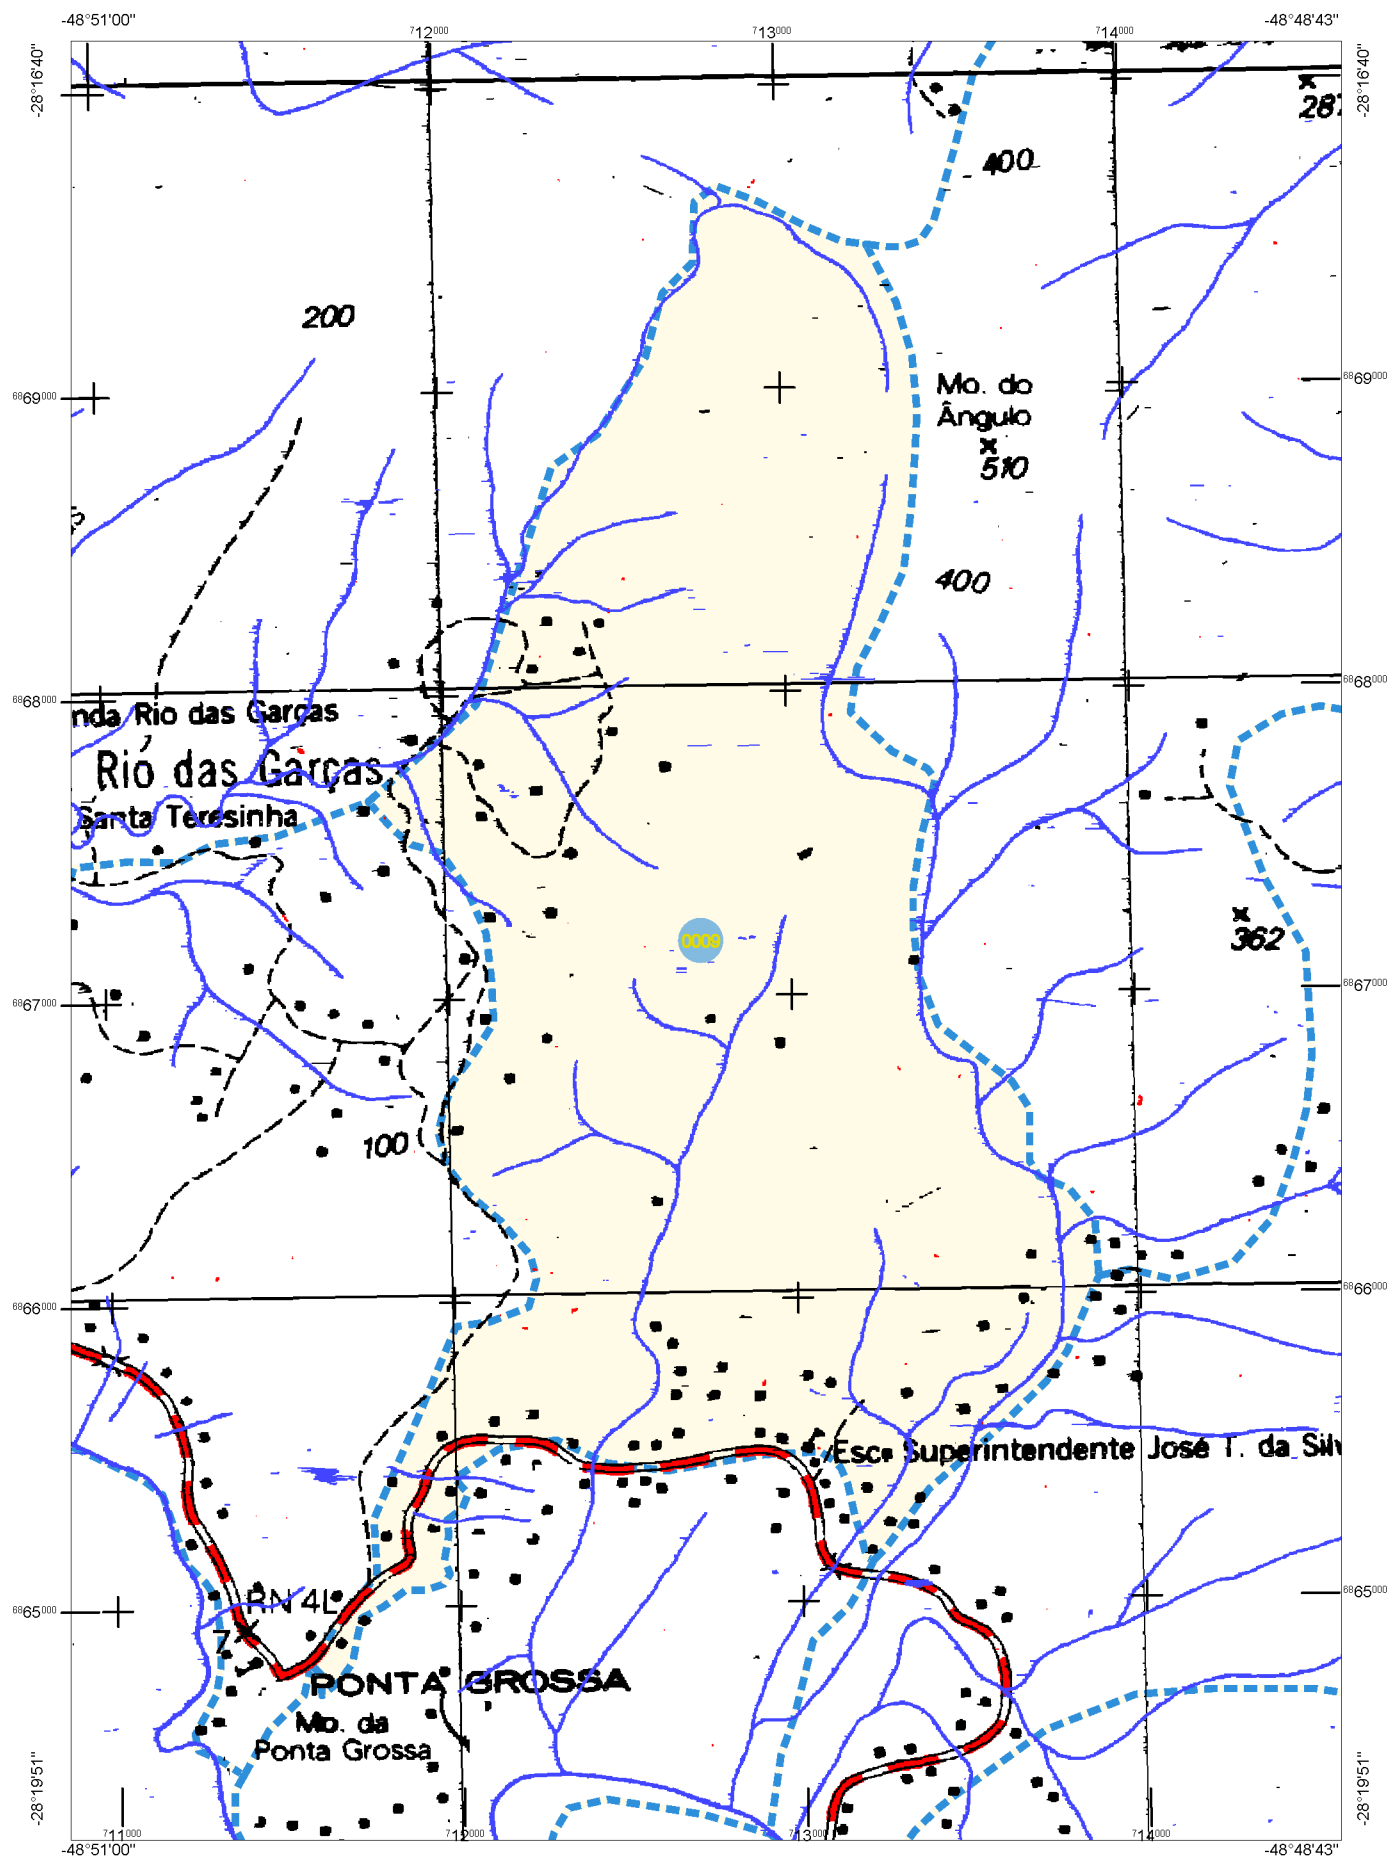 -48°51'00" -48°48'43"
712000 713000 714000
-28°16'40" -28°16'40"
287
400
200
6869000 6869000
Mo. do
Ângulo
510
400
6868000 6868000
nda Rio das Garças
Rio das Garças
Santa Teresinha
362
0009
6867000 6867000
100
6866000 6866000
Esc. Superintendente José T. da Silv
RN 4L
6865000 6865000
7
PONTA GROSSA
Mo. da
Ponta Grossa
-28°19'51" -28°19'51"
711000 712000 713000 714000
-48°51'00" -48°48'43"